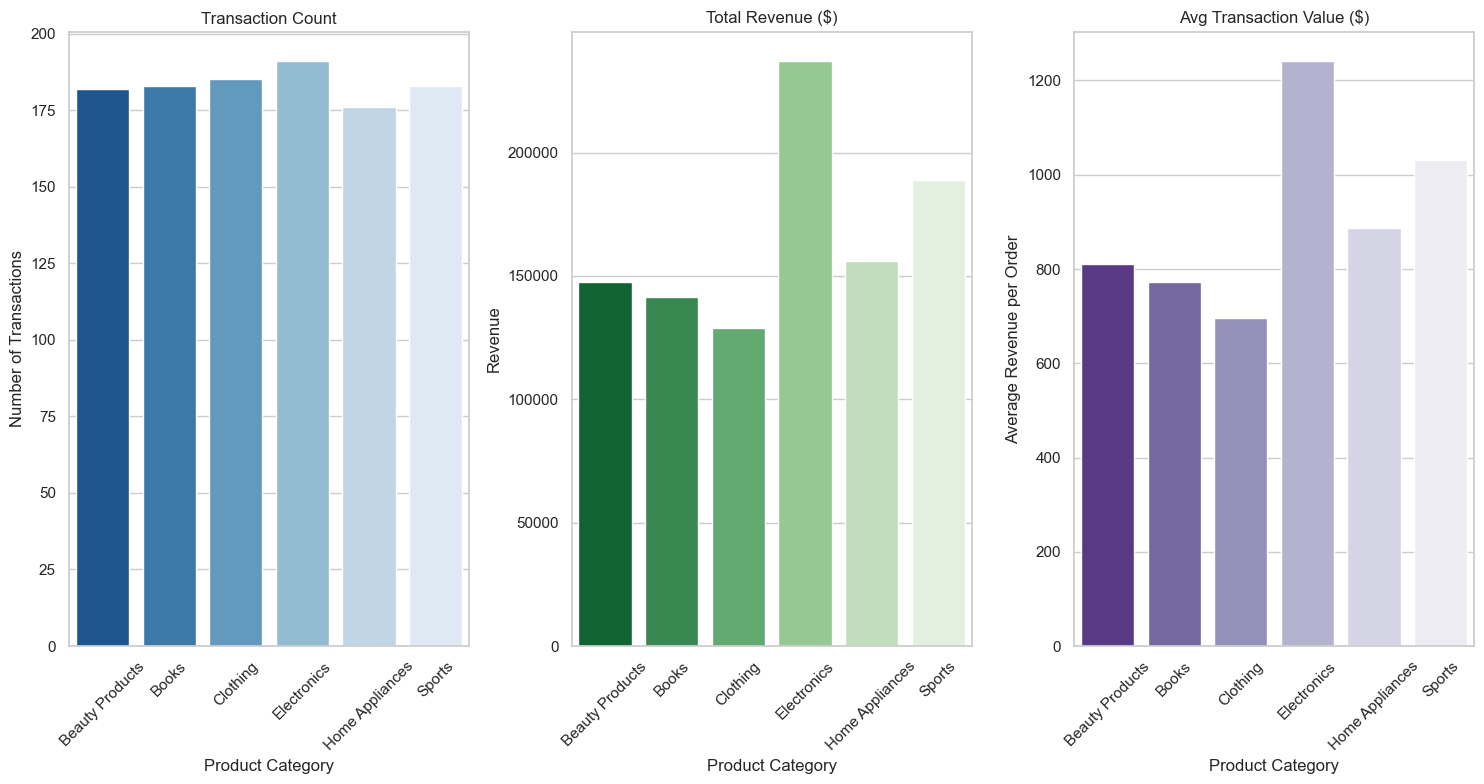 Transaction Count
Number of Transactions
200
175
150
125
100
75
50
25
0
Beauty Products
Books
Clothing
Electronics
Home Appliances
Sports
Product Category
Total Revenue ($)
Revenue
200000
150000
100000
50000
0
Beauty Products
Books
Clothing
Electronics
Home Appliances
Sports
Product Category
Avg Transaction Value ($)
Average Revenue per Order
1200
1000
800
600
400
200
0
Beauty Products
Books
Clothing
Electronics
Home Appliances
Sports
Product Category